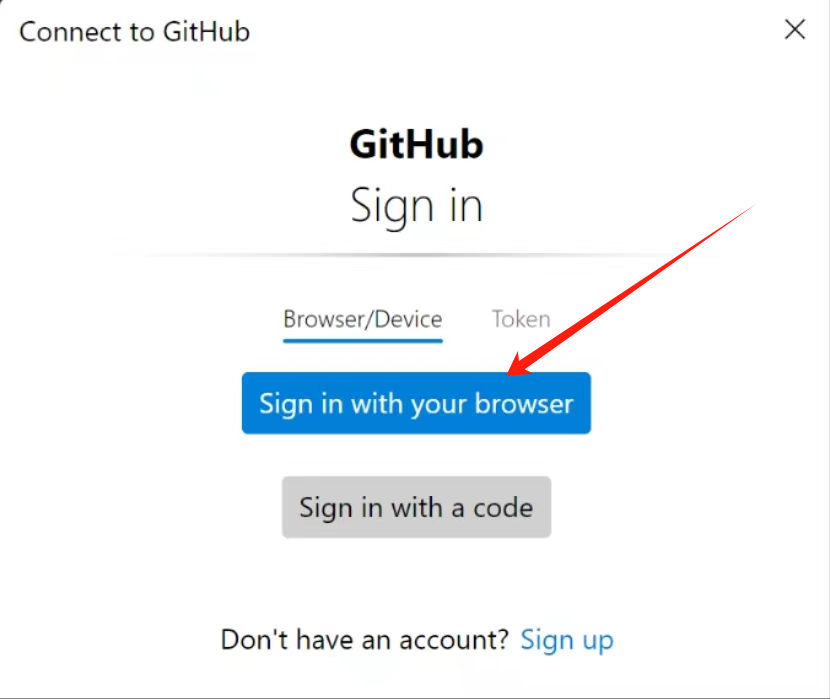 Connect to GitHub
GitHub
Sign in
Browser/Device Token
Sign in with your browser
Sign in with a code
Don't have an account? Sign up